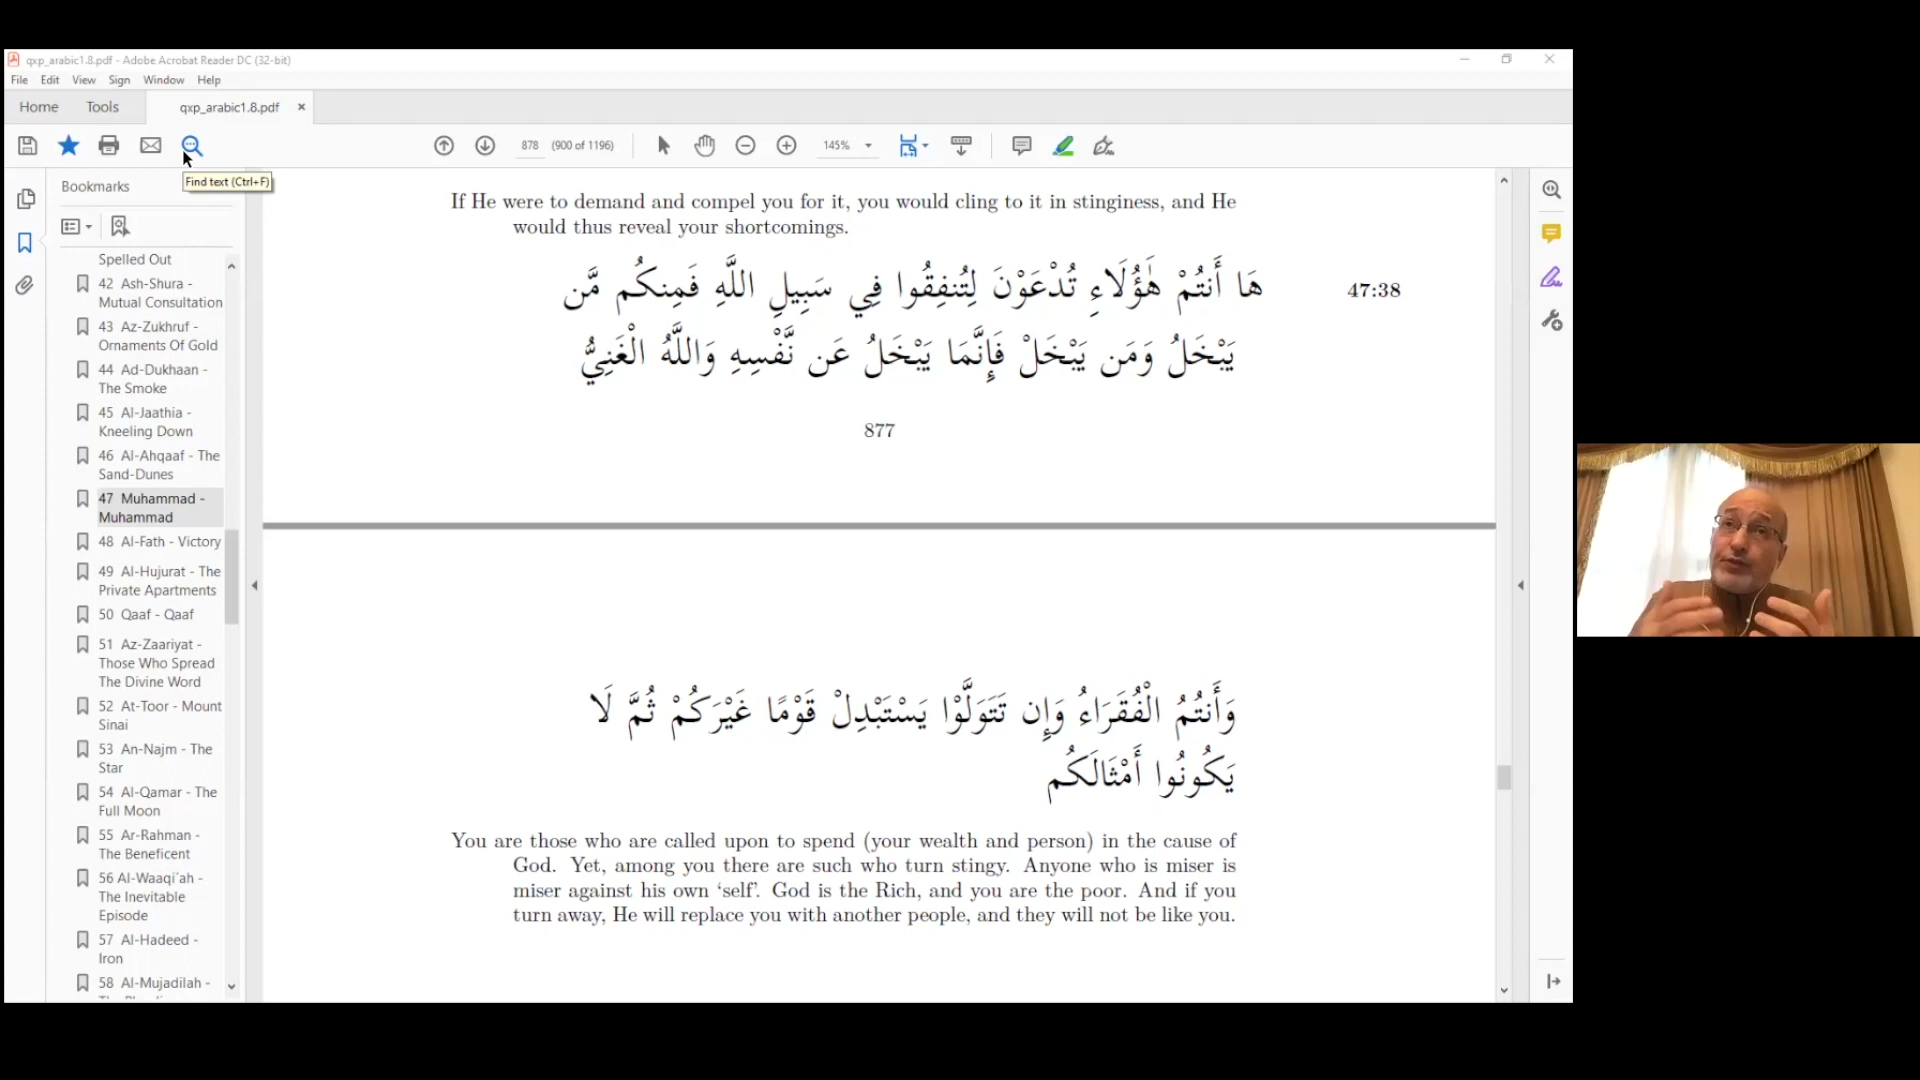 qxp_arabic1.8.pdf - Adobe Acrobat Reader DC (32-bit)
File Edit View Sign Window Help
Home Tools qxp_arabic1.8.pdf ×
878 (900 of 1196) 145%
Find text (Ctrl+F)
Bookmarks
Spelled Out
42 Ash-Shura -
Mutual Consultation
43 Az-Zukhruf -
Ornaments Of Gold
44 Ad-Dukhaan -
The Smoke
45 Al-Jaathia -
Kneeling Down
46 Al-Ahqaaf - The
Sand-Dunes
47 Muhammad -
Muhammad
48 Al-Fath - Victory
49 Al-Hujurat - The
Private Apartments
50 Qaaf - Qaaf
51 Az-Zaariyat -
Those Who Spread
The Divine Word
52 At-Toor - Mount
Sinai
53 An-Najm - The
Star
54 Al-Qamar - The
Full Moon
55 Ar-Rahman -
The Beneficent
56 Al-Waaqi´ah -
The Inevitable
Episode
57 Al-Hadeed -
Iron
58 Al-Mujadilah -
If He were to demand and compel you for it, you would cling to it in stinginess, and He
would thus reveal your shortcomings.
هَا أَنتُمْ هَٰؤُلَاءِ تُدْعَوْنَ لِتُنفِقُوا فِي سَبِيلِ اللَّهِ فَمِنكُم مَّن 47:38
يَبْخَلُ وَمَن يَبْخَلْ فَإِنَّمَا يَبْخَلُ عَن نَّفْسِهِ وَاللَّهُ الْغَنِيُّ
877
وَأَنتُمُ الْفُقَرَاءُ وَإِن تَتَوَلَّوْا يَسْتَبْدِلْ قَوْمًا غَيْرَكُمْ ثُمَّ لَا
يَكُونُوا أَمْثَالَكُم
You are those who are called upon to spend (your wealth and person) in the cause of
God. Yet, among you there are such who turn stingy. Anyone who is miser is
miser against his own ‘self’. God is the Rich, and you are the poor. And if you
turn away, He will replace you with another people, and they will not be like you.